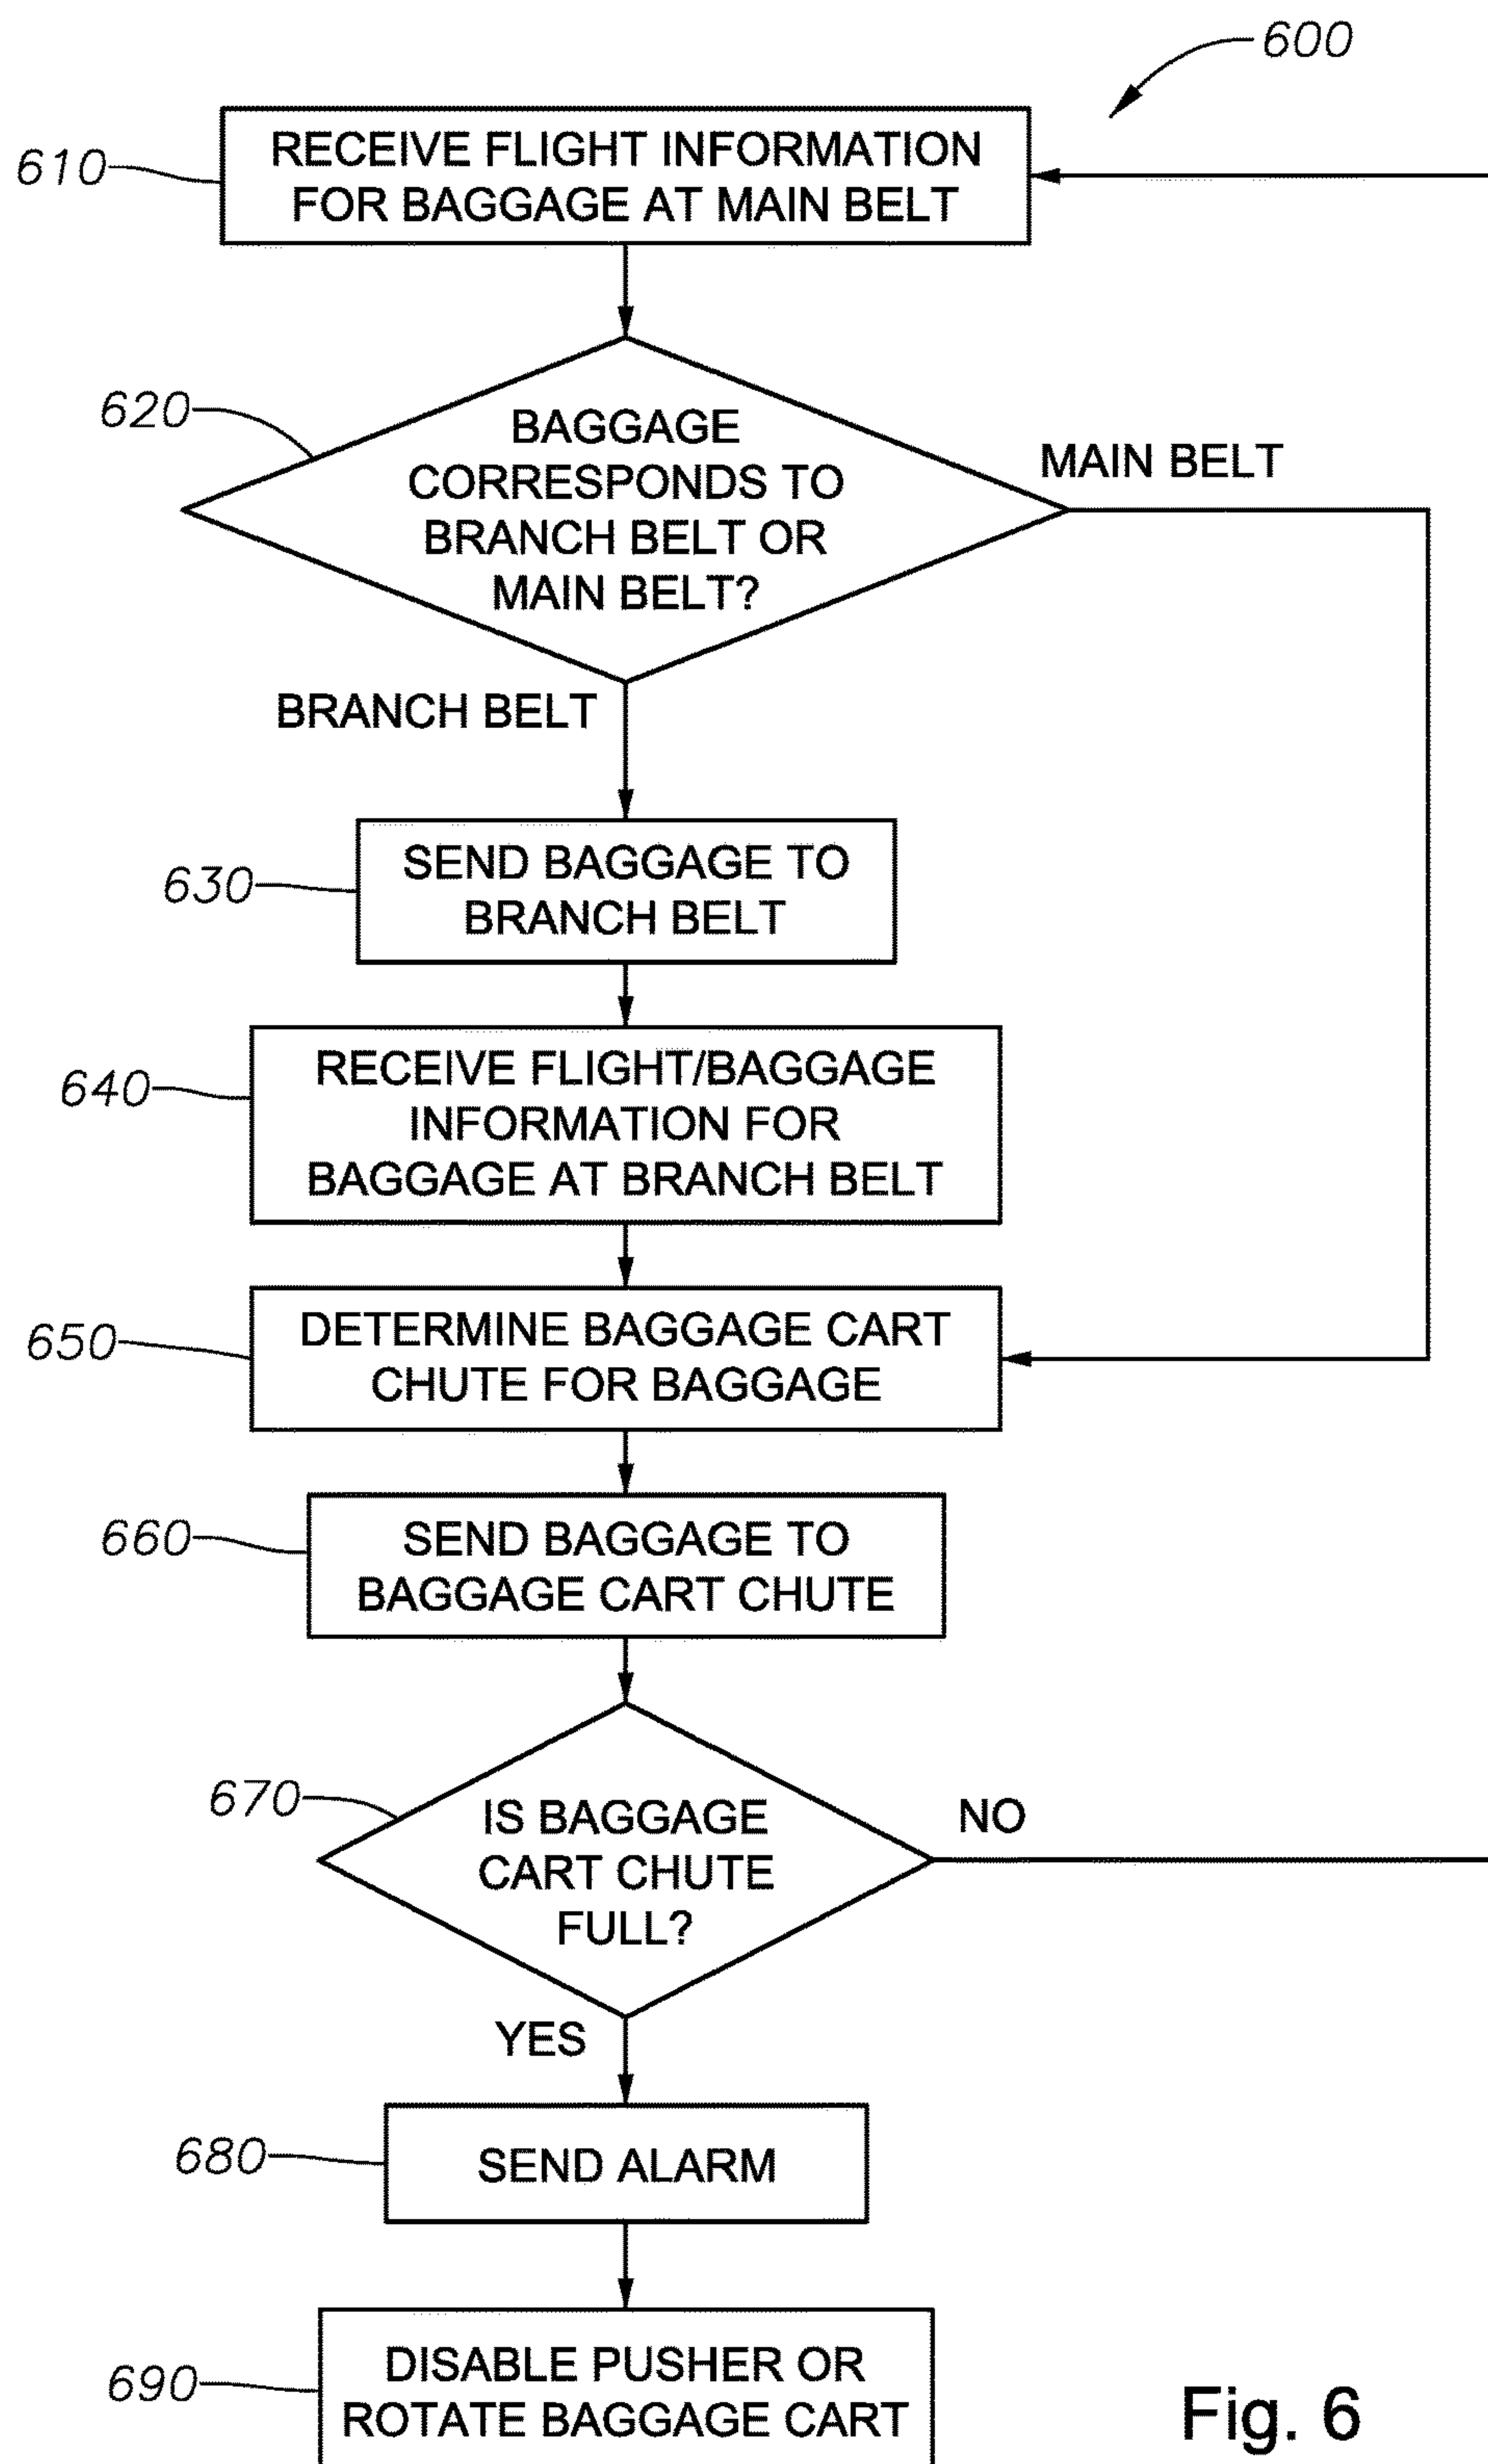 600
610
RECEIVE FLIGHT INFORMATION
FOR BAGGAGE AT MAIN BELT
620
BAGGAGE
CORRESPONDS TO
BRANCH BELT OR
MAIN BELT?
MAIN BELT
BRANCH BELT
630
SEND BAGGAGE TO
BRANCH BELT
640
RECEIVE FLIGHT/BAGGAGE
INFORMATION FOR
BAGGAGE AT BRANCH BELT
650
DETERMINE BAGGAGE CART
CHUTE FOR BAGGAGE
660
SEND BAGGAGE TO
BAGGAGE CART CHUTE
670
IS BAGGAGE
CART CHUTE
FULL?
NO
YES
680
SEND ALARM
690
DISABLE PUSHER OR
ROTATE BAGGAGE CART
Fig. 6